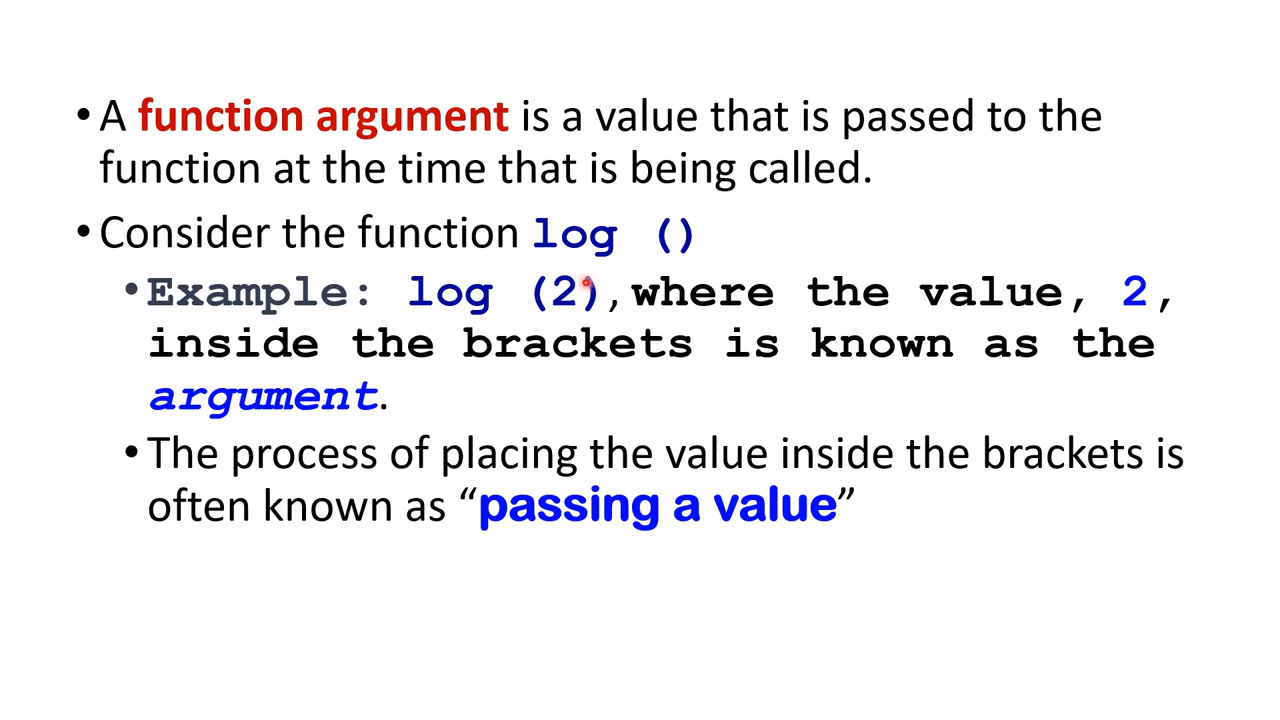 • A function argument is a value that is passed to the
function at the time that is being called.
• Consider the function log ()
• Example: log (2), where the value, 2,
inside the brackets is known as the
argument.
• The process of placing the value inside the brackets is
often known as “passing a value”